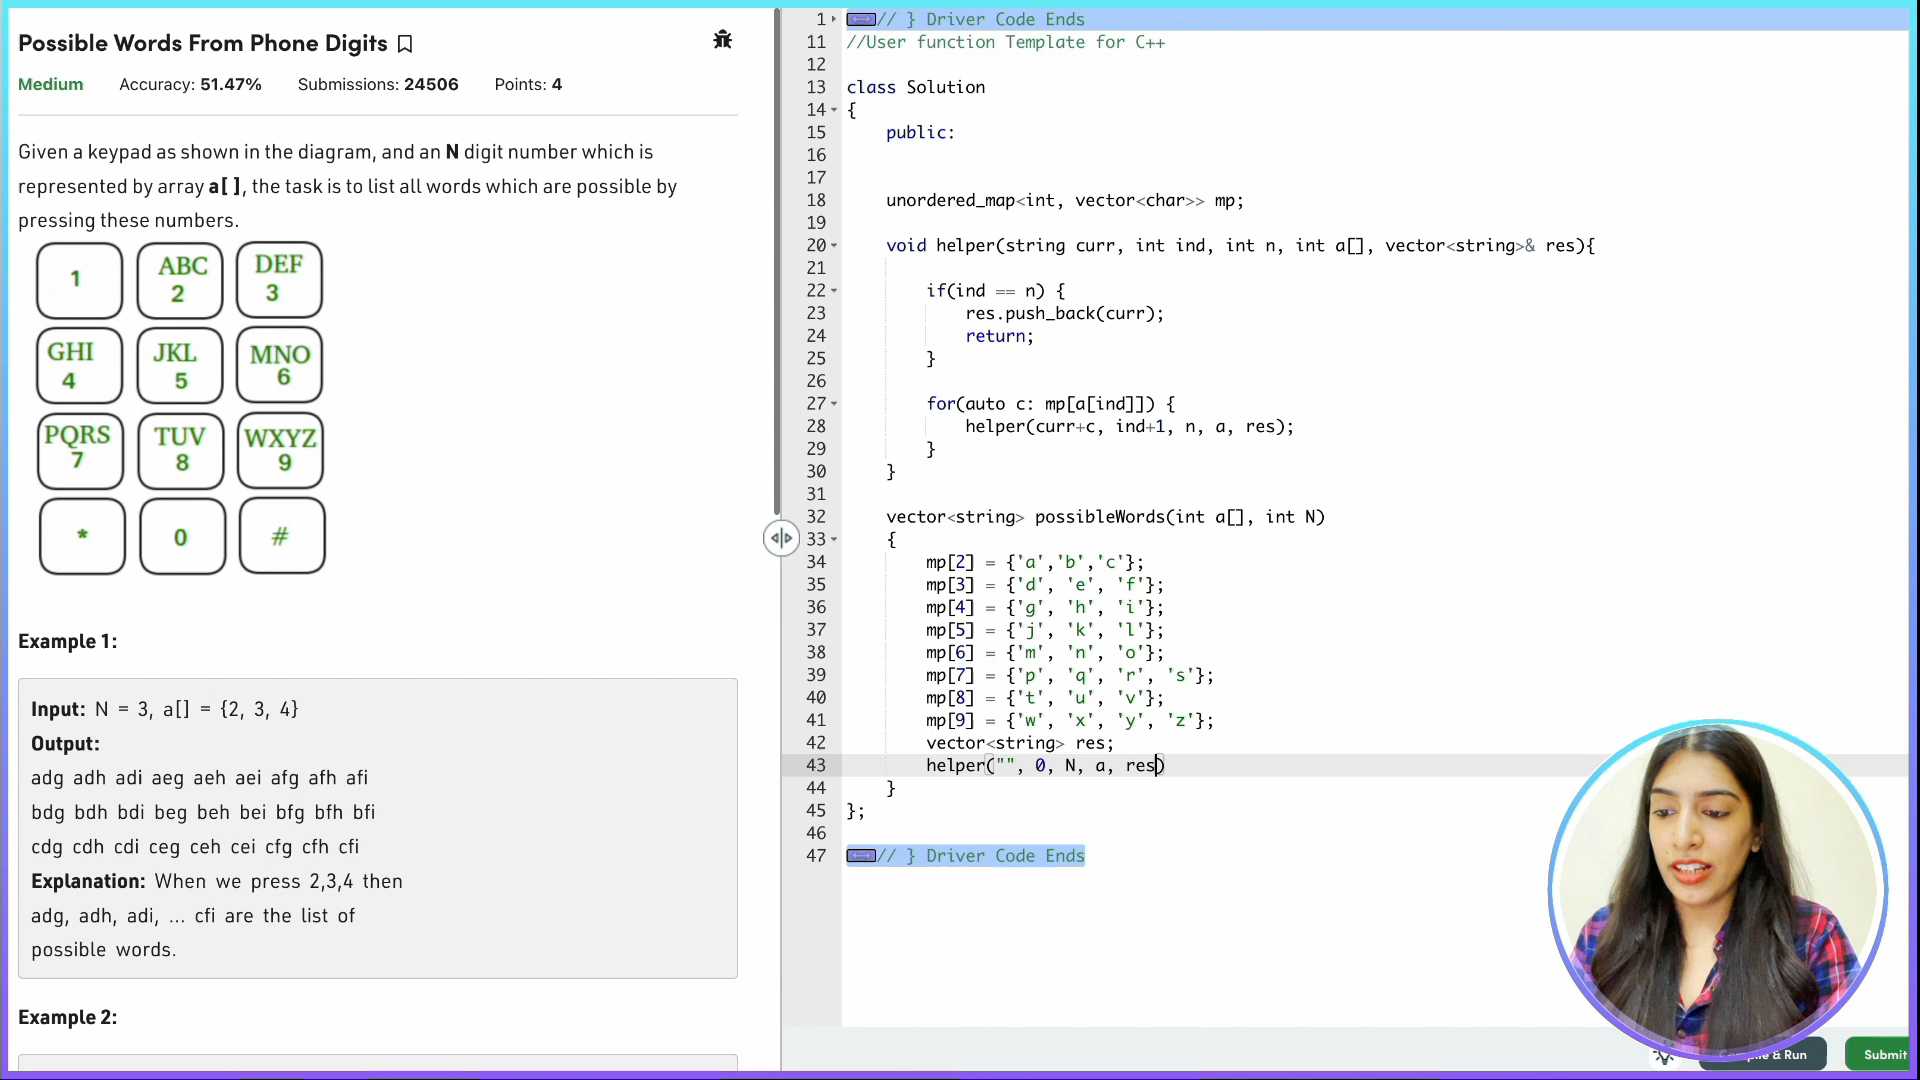 Possible Words From Phone Digits
Medium Accuracy: 51.47% Submissions: 24506 Points: 4
Given a keypad as shown in the diagram, and an N digit number which is
represented by array a[ ], the task is to list all words which are possible by
pressing these numbers.
1 ABC 2 DEF 3
GHI 4 JKL 5 MNO 6
PQRS 7 TUV 8 WXYZ 9
* 0 #
Example 1:
Input: N = 3, a[] = {2, 3, 4}
Output:
adg adh adi aeg aeh aei afg afh afi
bdg bdh bdi beg beh bei bfg bfh bfi
cdg cdh cdi ceg ceh cei cfg cfh cfi
Explanation: When we press 2,3,4 then
adg, adh, adi, ... cfi are the list of
possible words.
Example 2:
1 // } Driver Code Ends
11 //User function Template for C++
12
13 class Solution
14 {
15 public:
16
17
18 unordered_map<int, vector<char>> mp;
19
20 void helper(string curr, int ind, int n, int a[], vector<string>& res){
21
22 if(ind == n) {
23 res.push_back(curr);
24 return;
25 }
26
27 for(auto c: mp[a[ind]]) {
28 helper(curr+c, ind+1, n, a, res);
29 }
30 }
31
32 vector<string> possibleWords(int a[], int N)
33 {
34 mp[2] = {'a','b','c'};
35 mp[3] = {'d', 'e', 'f'};
36 mp[4] = {'g', 'h', 'i'};
37 mp[5] = {'j', 'k', 'l'};
38 mp[6] = {'m', 'n', 'o'};
39 mp[7] = {'p', 'q', 'r', 's'};
40 mp[8] = {'t', 'u', 'v'};
41 mp[9] = {'w', 'x', 'y', 'z'};
42 vector<string> res;
43 helper("", 0, N, a, res)
44 }
45 };
46
47 // } Driver Code Ends
& Run Submit